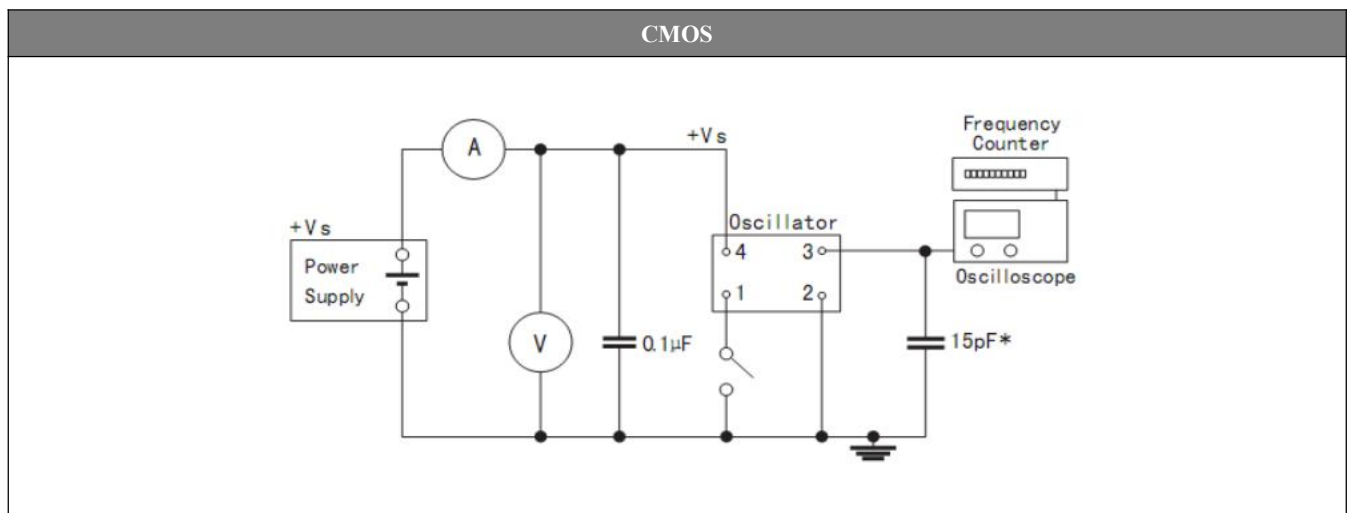 CMOS
Frequency
Counter
A
+Vs
Oscillator
+Vs
4 3
Oscilloscope
Power
Supply
1 2
V
0.1μF
15pF*